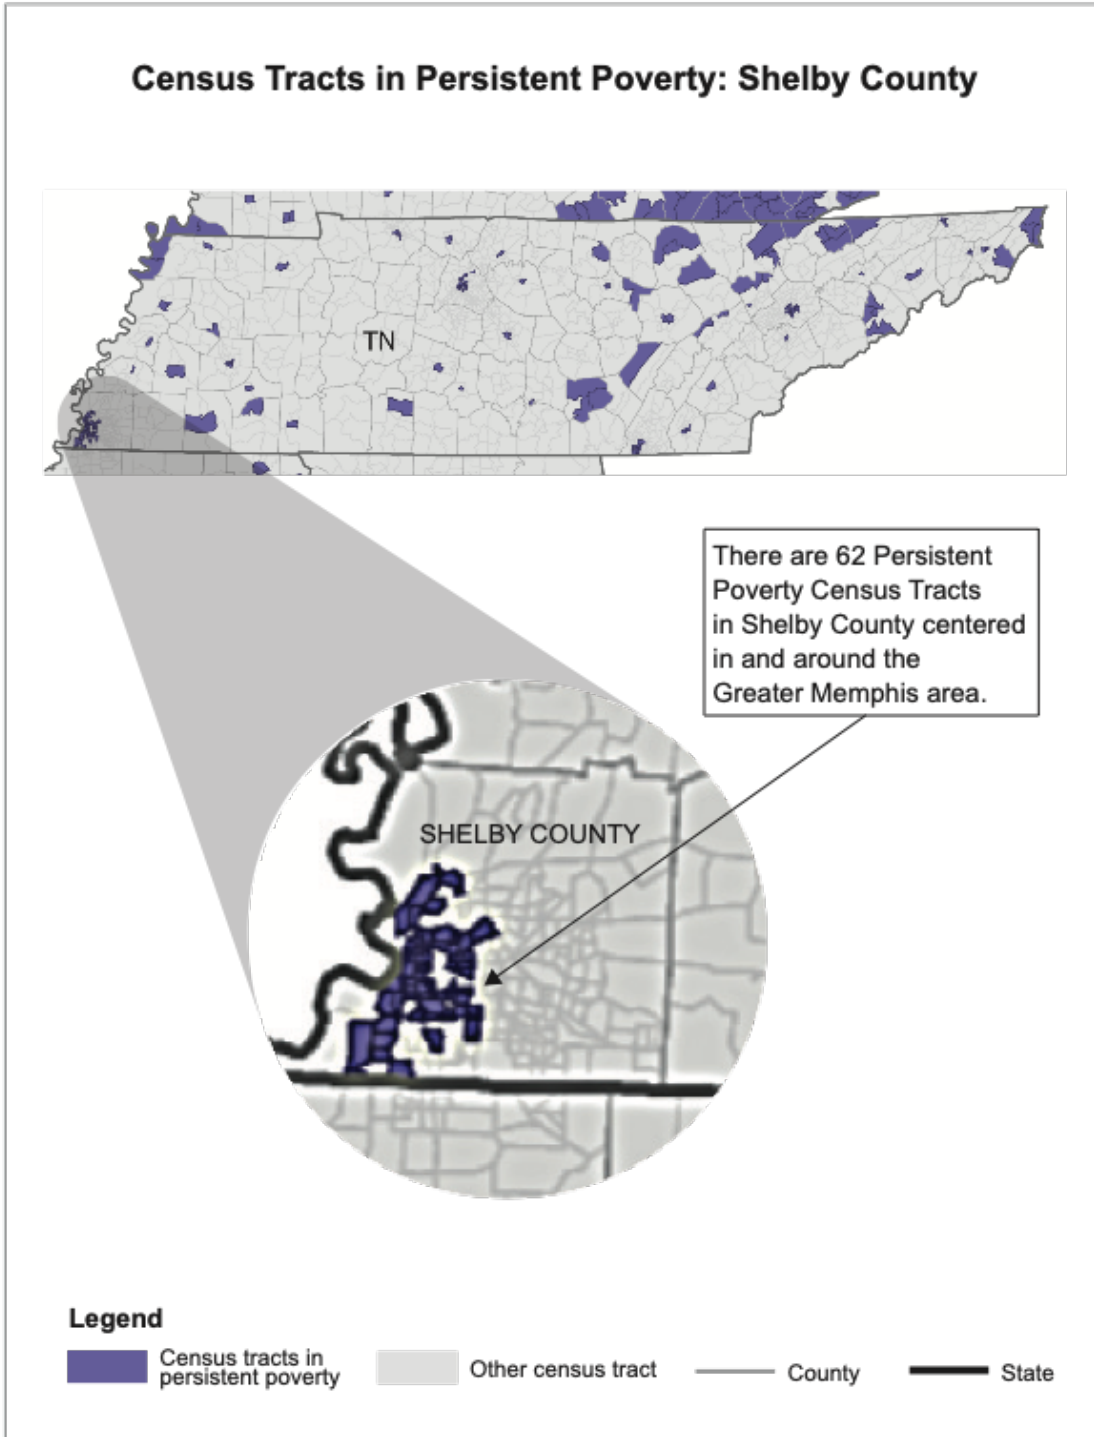 Census Tracts in Persistent Poverty: Shelby County
TN
There are 62 Persistent
Poverty Census Tracts
in Shelby County centered
in and around the
Greater Memphis area.
SHELBY COUNTY
Legend
Census tracts in
persistent poverty
Other census tract
County
State